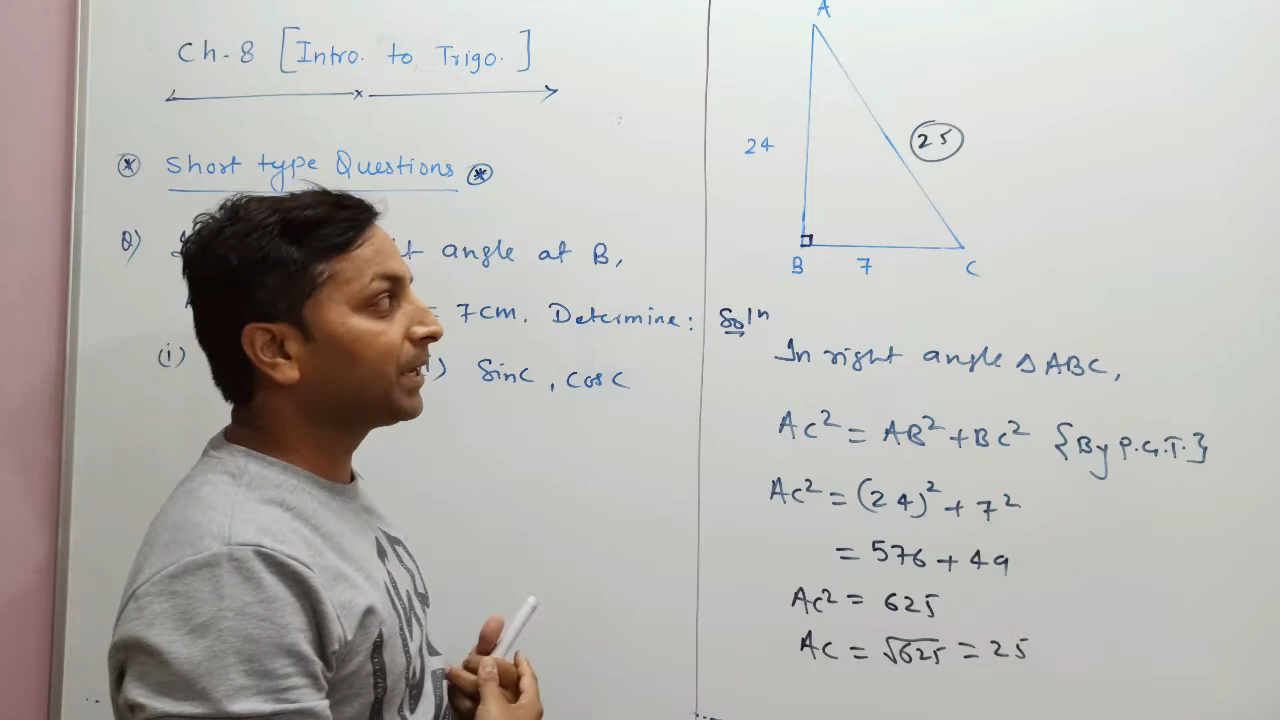 Ch-8 [Intro. to Trigo.]
Short type Questions
Q) angle at B,
= 7cm. Determine:
(i) ) Sinc, cosc
A
24
25
B
7
C
Soln
In right angle Δ ABC,
AC² = AB² + BC² {By P.G.T.}
AC² = (24)² + 7²
= 576 + 49
AC² = 625
AC = √625 = 25